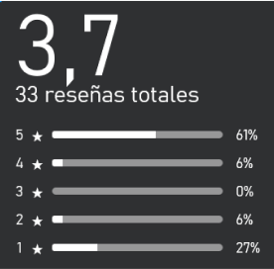 3,7
33 reseñas totales
5 ★ 61%
4 ★ 6%
3 ★ 0%
2 ★ 6%
1 ★ 27%